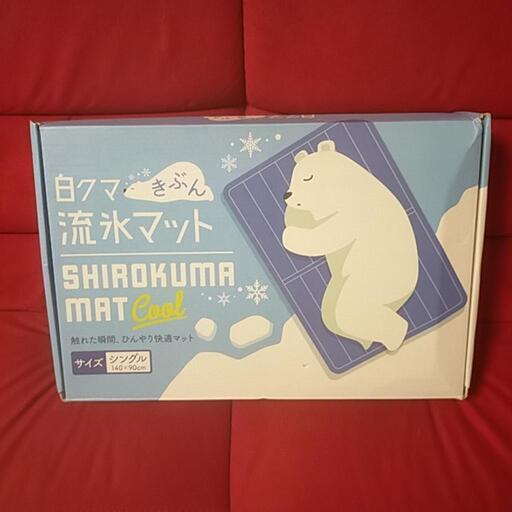 白クマきぶん
流氷マット
SHIROKUMA
MAT Cool
触れた瞬間、ひんやり快適マット
サイズ シングル
140×90cm